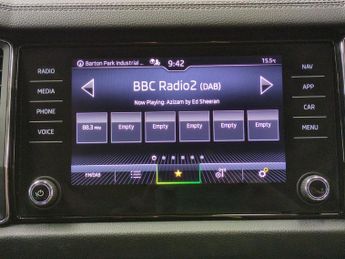 Barton Park Industrial ...
9:42
15.5°C
RADIO
MEDIA
PHONE
VOICE
NAV
APP
CAR
MENU
BBC Radio2 (DAB)
Now Playing: Azizam by Ed Sheeran
88.3 MHz
Empty
Empty
Empty
Empty
Empty
FM/DAB